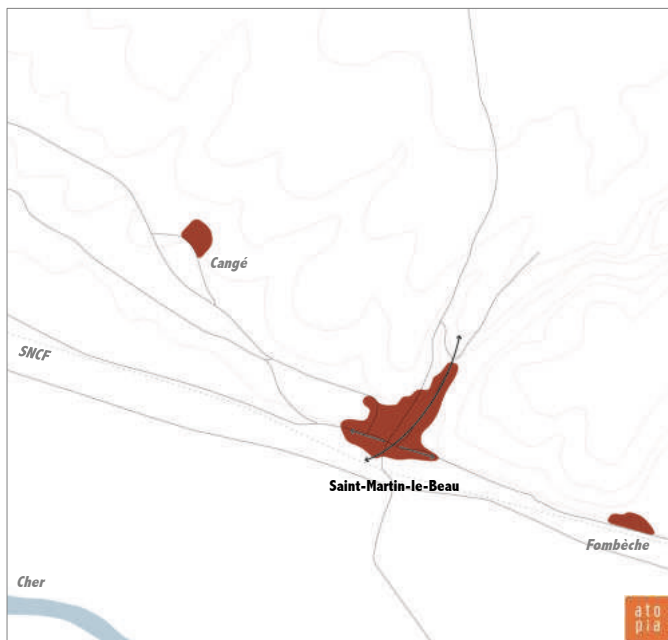 Cangé
SNCF
Saint-Martin-le-Beau
Fombèche
Cher
ato
pia